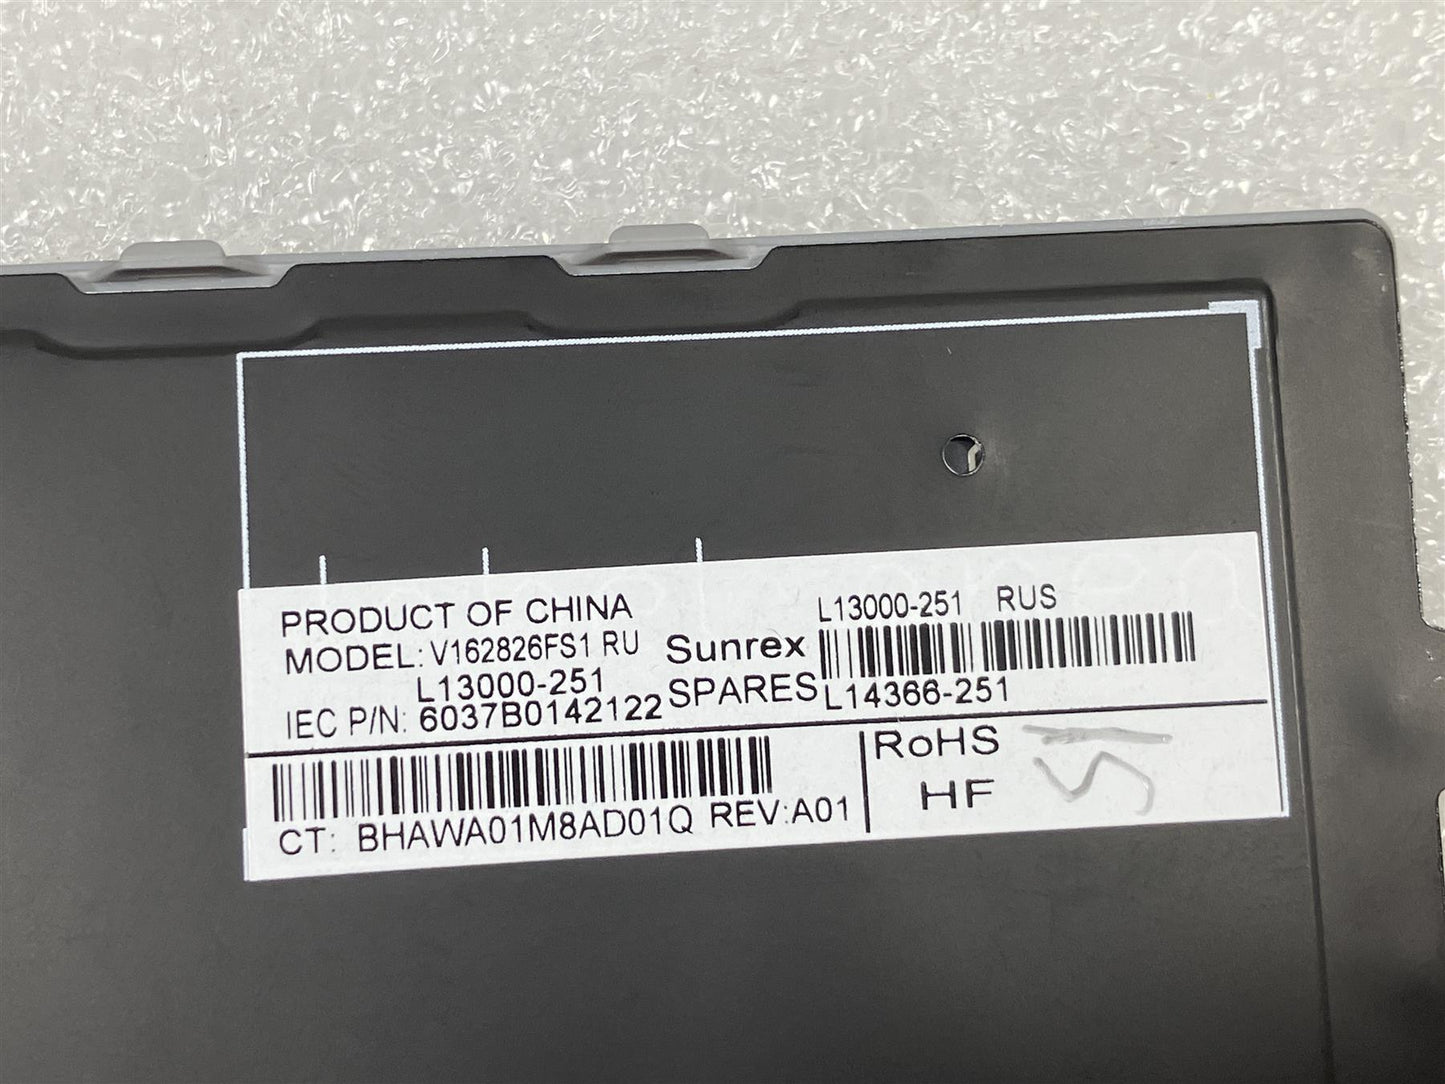 PRODUCT OF CHINA
MODEL: V162826FS1 RU
L13000-251
IEC P/N: 6037B0142122
Sunrex
SPARES
L13000-251 RUS
L14366-251
CT: BHAWA01M8AD01Q REV:A01
RoHS
HF